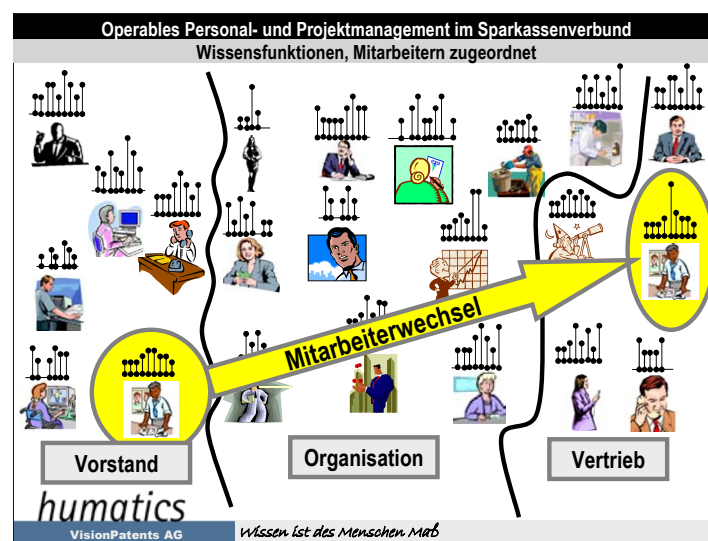 Operables Personal- und Projektmanagement im Sparkassenverbund
Wissensfunktionen, Mitarbeitern zugeordnet
Mitarbeiterwechsel
Vorstand
Organisation
Vertrieb
humatics
VisionPatents AG
Wissen ist des Menschen Maß